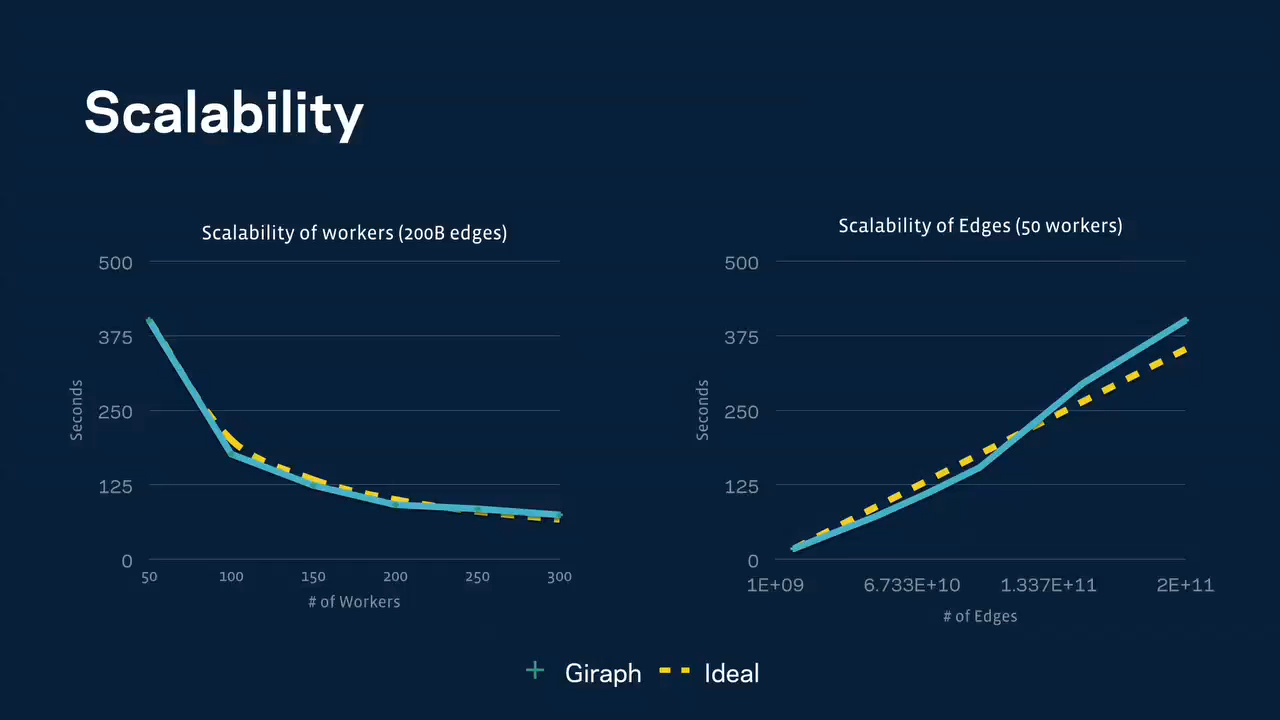 Scalability
Scalability of workers (200B edges)
500
375
250
125
0
Seconds
50 100 150 200 250 300
# of Workers
Scalability of Edges (50 workers)
500
375
250
125
0
Seconds
1E+09 6.733E+10 1.337E+11 2E+11
# of Edges
Giraph Ideal